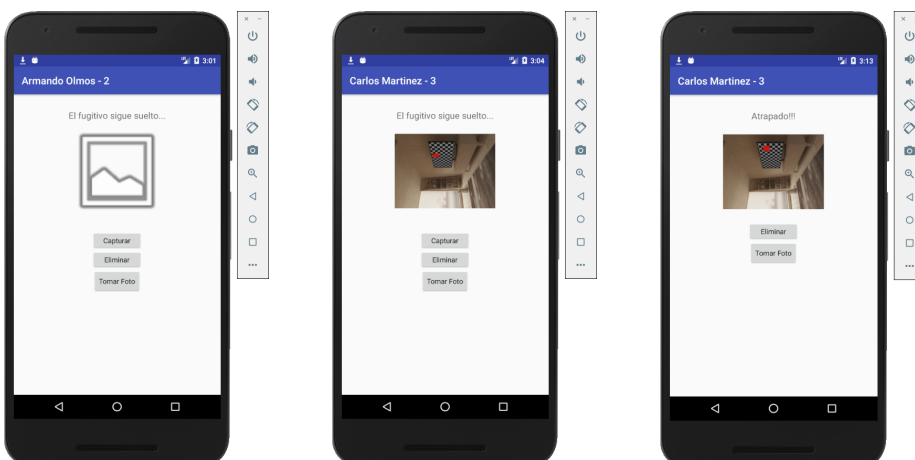 3:01
Armando Olmos - 2
El fugitivo sigue suelto...
Capturar
Eliminar
Tomar Foto
3:04
Carlos Martinez - 3
El fugitivo sigue suelto...
Capturar
Eliminar
Tomar Foto
3:13
Carlos Martinez - 3
Atrapado!!!
Eliminar
Tomar Foto